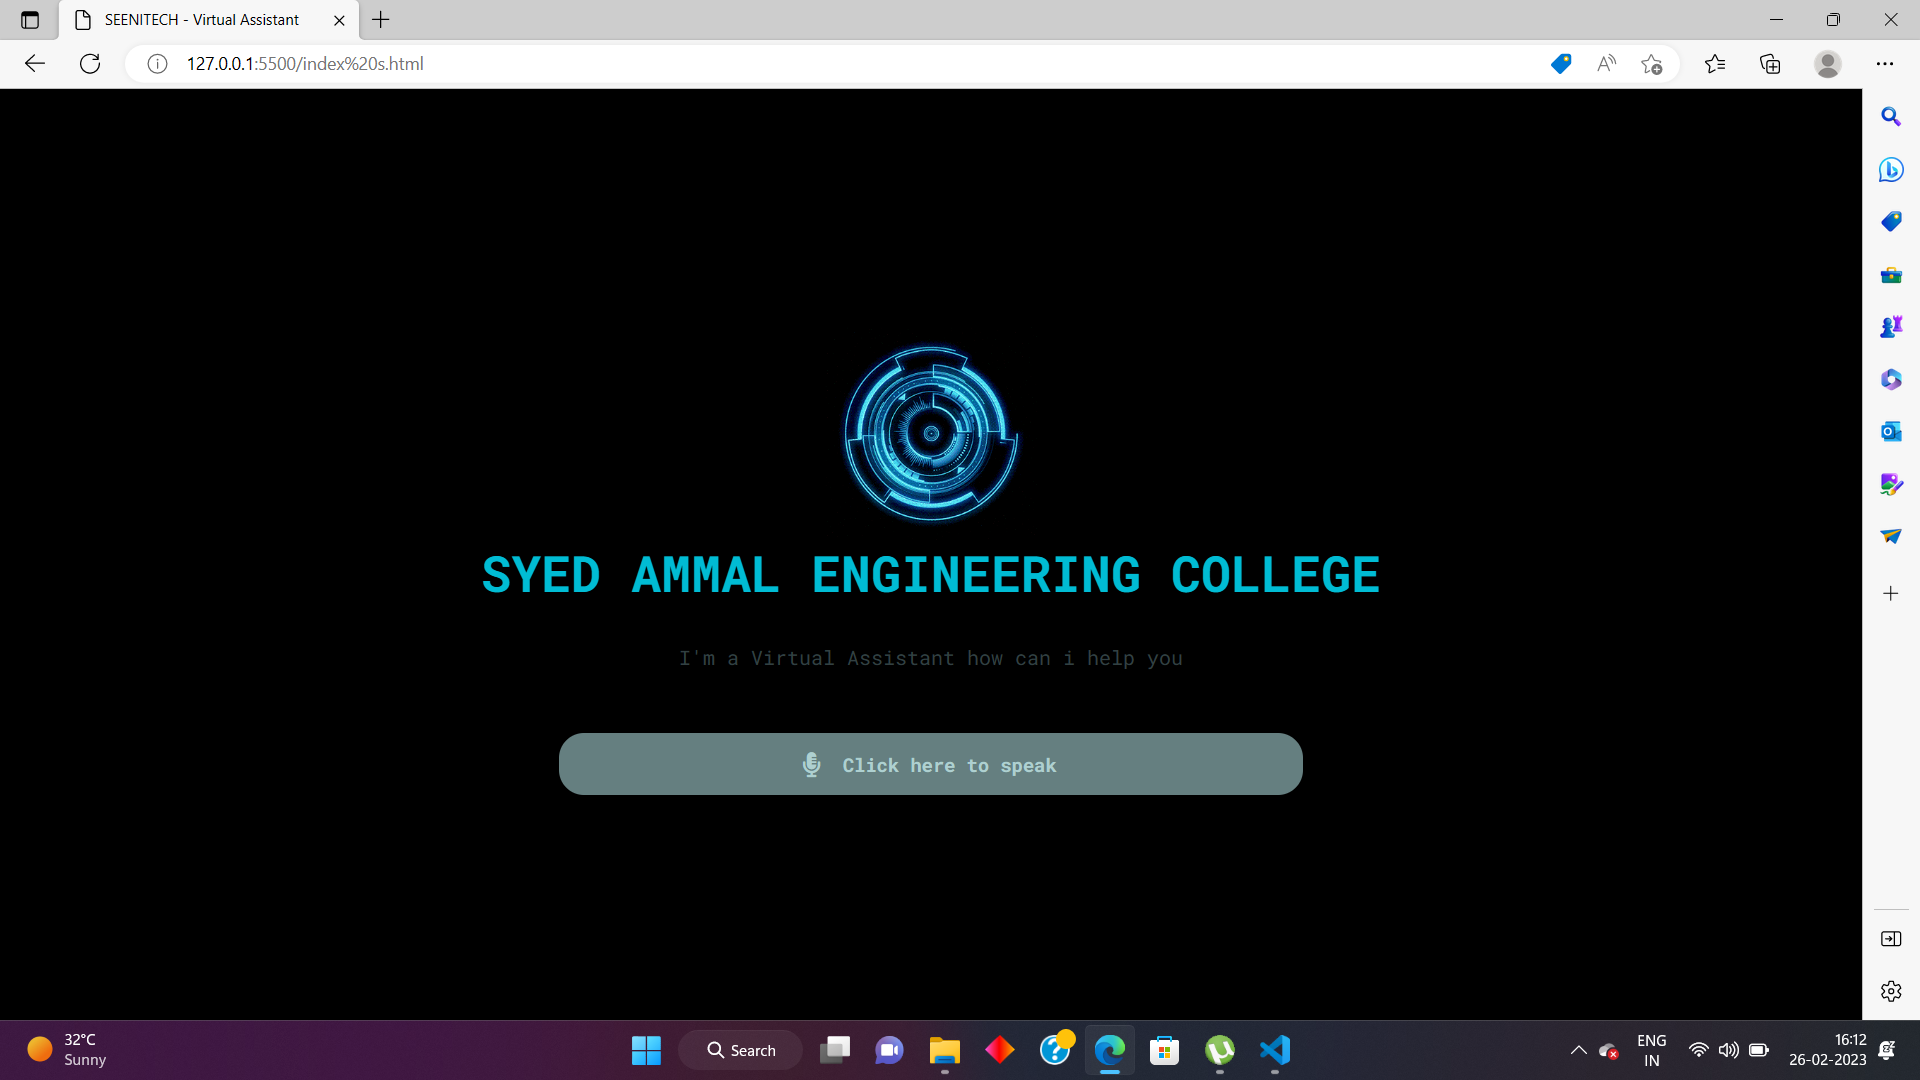 SEENITECH - Virtual Assistant
127.0.0.1:5500/index%20s.html
SYED AMMAL ENGINEERING COLLEGE
I'm a Virtual Assistant how can i help you
Click here to speak
32°C
Sunny
Search
ENG
IN
16:12
26-02-2023